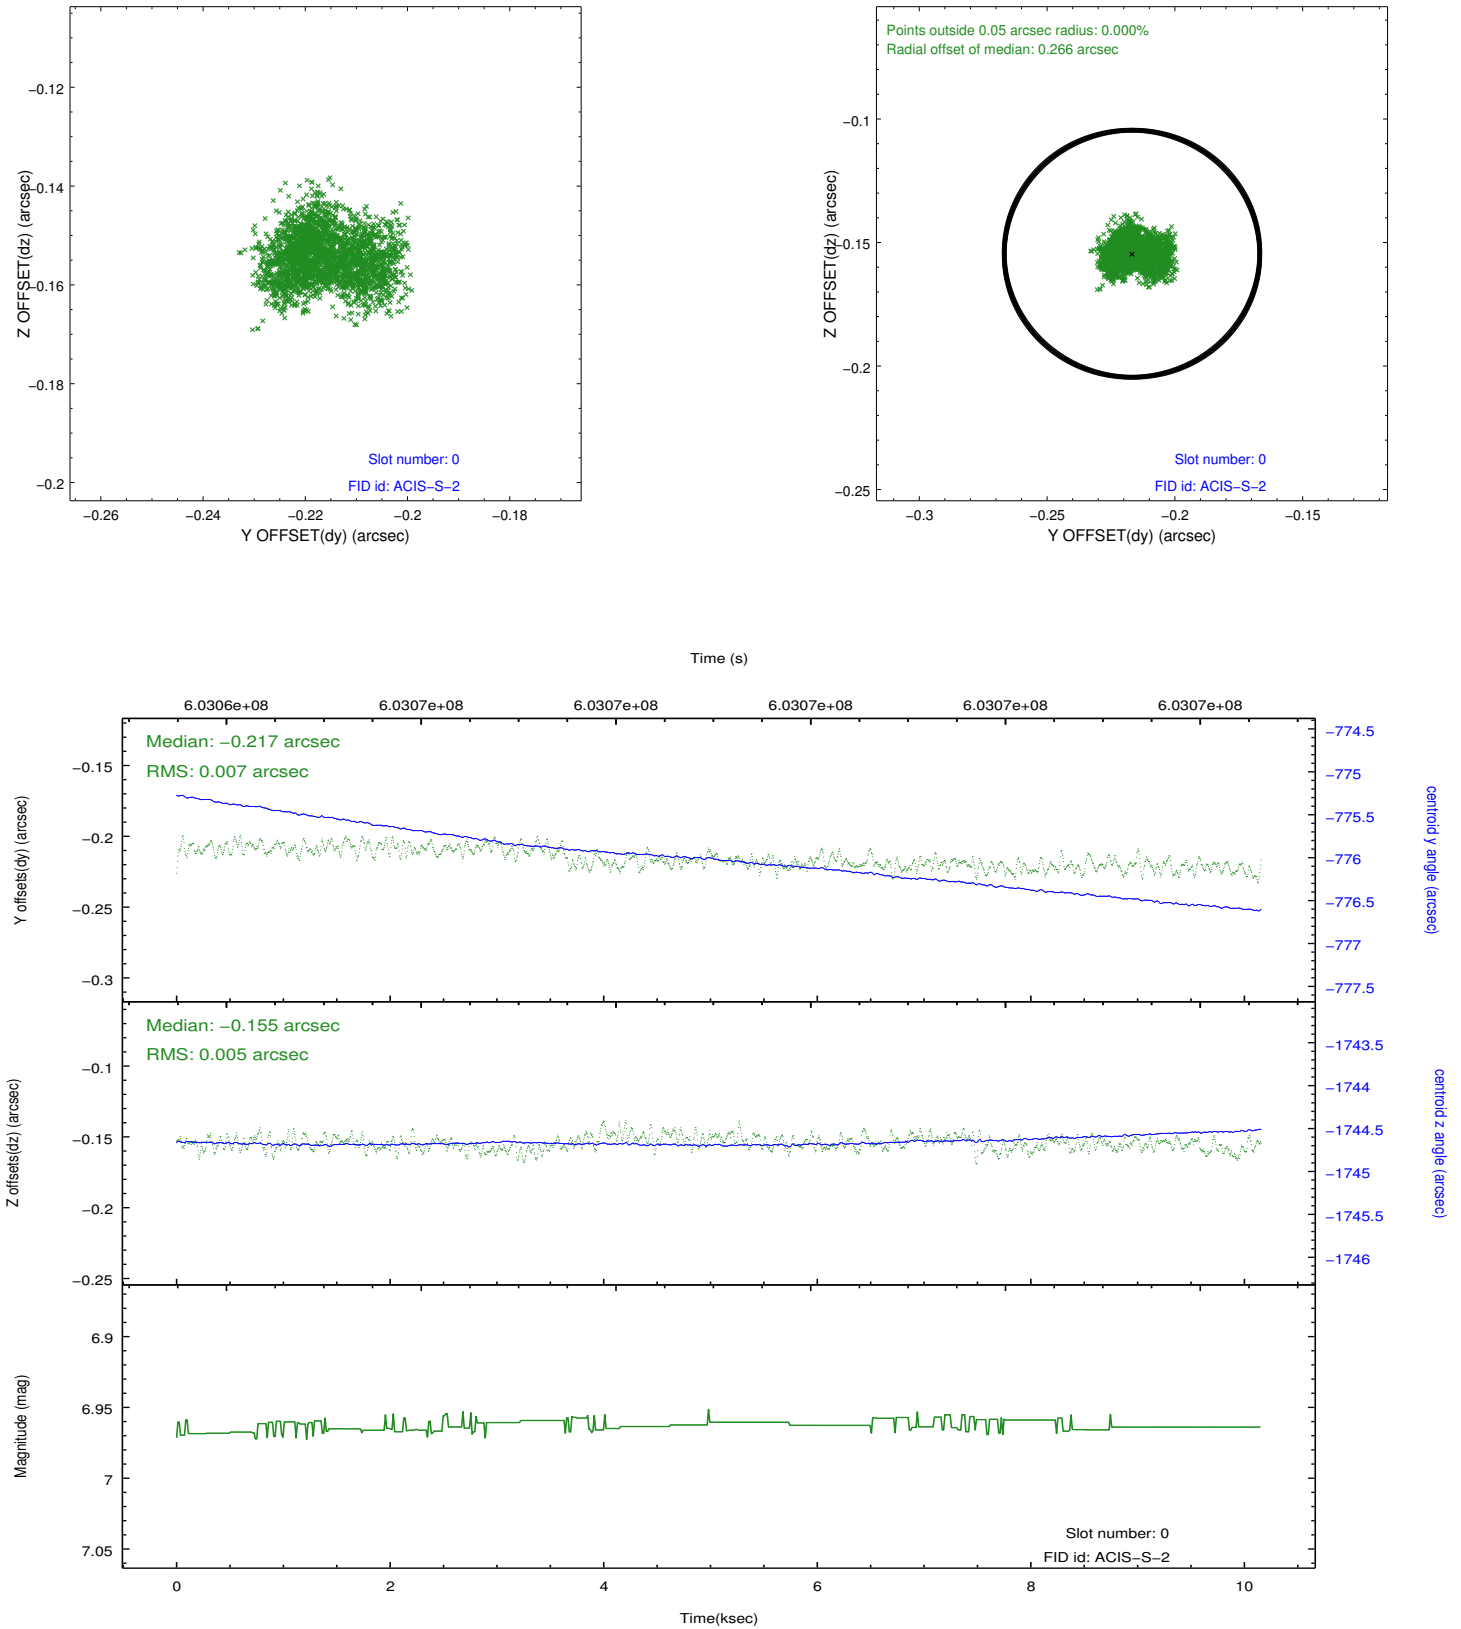 −0.12
−0.14
−0.16
−0.18
−0.2
Z OFFSET(dz) (arcsec)
Slot number: 0
FID id: ACIS−S−2
−0.26
−0.24
−0.22
−0.2
−0.18
Y OFFSET(dy) (arcsec)
Points outside 0.05 arcsec radius: 0.000%
Radial offset of median: 0.266 arcsec
−0.1
−0.15
−0.2
−0.25
Z OFFSET(dz) (arcsec)
Slot number: 0
FID id: ACIS−S−2
−0.3
−0.25
−0.2
−0.15
Y OFFSET(dy) (arcsec)
Time (s)
6.0306e+08
6.0307e+08
6.0307e+08
6.0307e+08
6.0307e+08
6.0307e+08
Median: −0.217 arcsec
RMS: 0.007 arcsec
−0.15
−0.2
−0.25
−0.3
Y offsets(dy) (arcsec)
−774.5
−775
−775.5
−776
−776.5
−777
−777.5
centroid y angle (arcsec)
Median: −0.155 arcsec
RMS: 0.005 arcsec
−0.1
−0.15
−0.2
−0.25
Z offsets(dz) (arcsec)
−1743.5
−1744
−1744.5
−1745
−1745.5
−1746
centroid z angle (arcsec)
6.9
6.95
7
7.05
Magnitude (mag)
Slot number: 0
FID id: ACIS−S−2
0
2
4
6
8
10
Time(ksec)